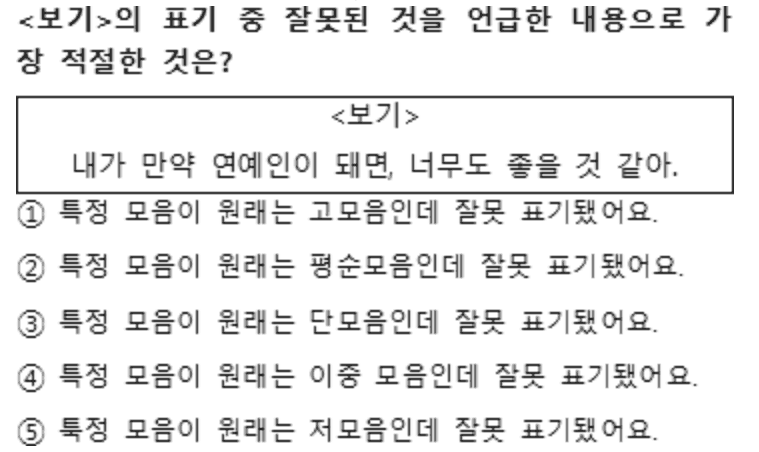 <보기>의 표기 중 잘못된 것을 언급한 내용으로 가
장 적절한 것은?
<보기>
내가 만약 연예인이 돼면, 너무도 좋을 것 같아.
① 특정 모음이 원래는 고모음인데 잘못 표기됐어요.
② 특정 모음이 원래는 평순모음인데 잘못 표기됐어요.
③ 특정 모음이 원래는 단모음인데 잘못 표기됐어요.
④ 특정 모음이 원래는 이중 모음인데 잘못 표기됐어요.
⑤ 특정 모음이 원래는 저모음인데 잘못 표기됐어요.